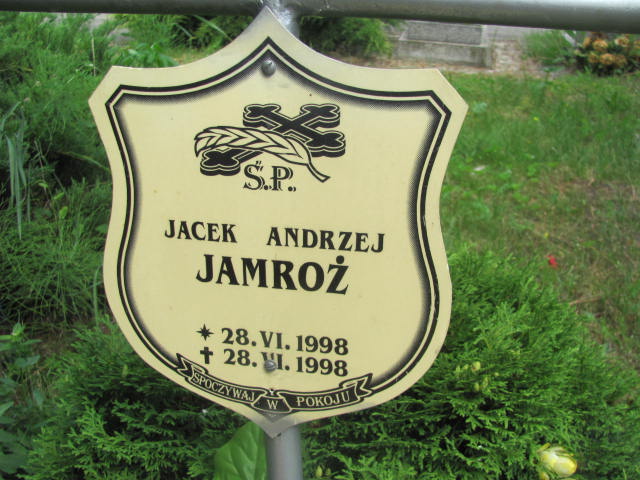 Ś.P.
JACEK ANDRZEJ
JAMROŻ
* 28. VI. 1998
✝ 28. VI. 1998
SPOCZYWAJ W POKOJU